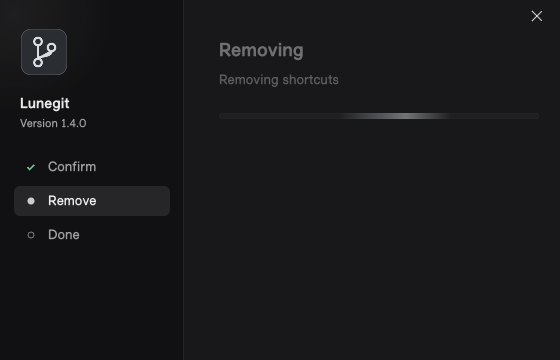 Lunegit
Version 1.4.0
Confirm
Remove
Done
Removing
Removing shortcuts